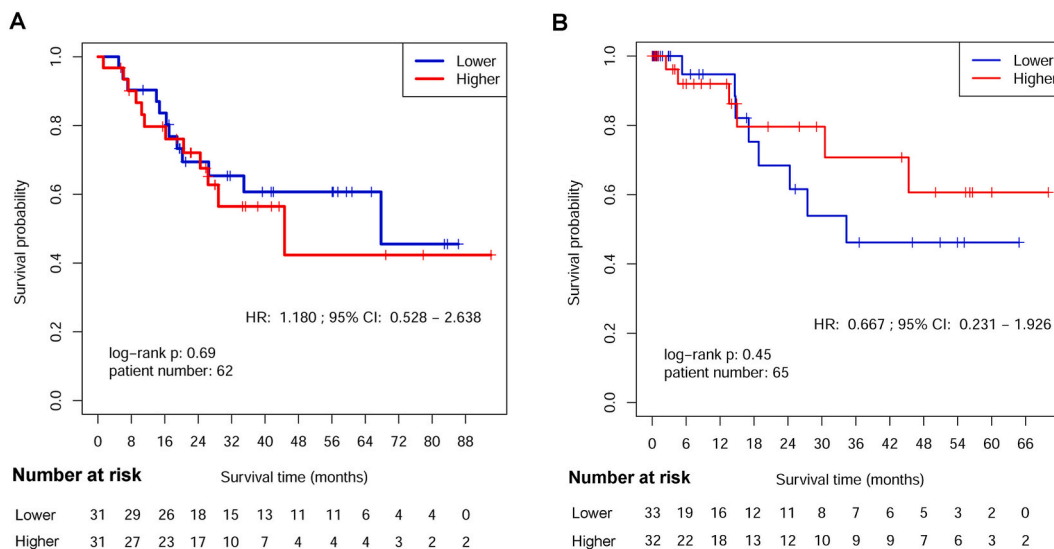 A
Lower
Higher
Survival probability
1.0
0.8
0.6
0.4
0.2
0.0
HR: 1.180 ; 95% CI: 0.528 – 2.638
log−rank p: 0.69
patient number: 62
0 8 16 24 32 40 48 56 64 72 80 88
Number at risk
Survival time (months)
Lower 31 29 26 18 15 13 11 11 6 4 4 0
Higher 31 27 23 17 10 7 4 4 4 3 2 2
B
Lower
Higher
Survival probability
1.0
0.8
0.6
0.4
0.2
0.0
HR: 0.667 ; 95% CI: 0.231 – 1.926
log−rank p: 0.45
patient number: 65
0 6 12 18 24 30 36 42 48 54 60 66
Number at risk
Survival time (months)
Lower 33 19 16 12 11 8 7 6 5 3 2 0
Higher 32 22 18 13 12 10 9 9 7 6 3 2